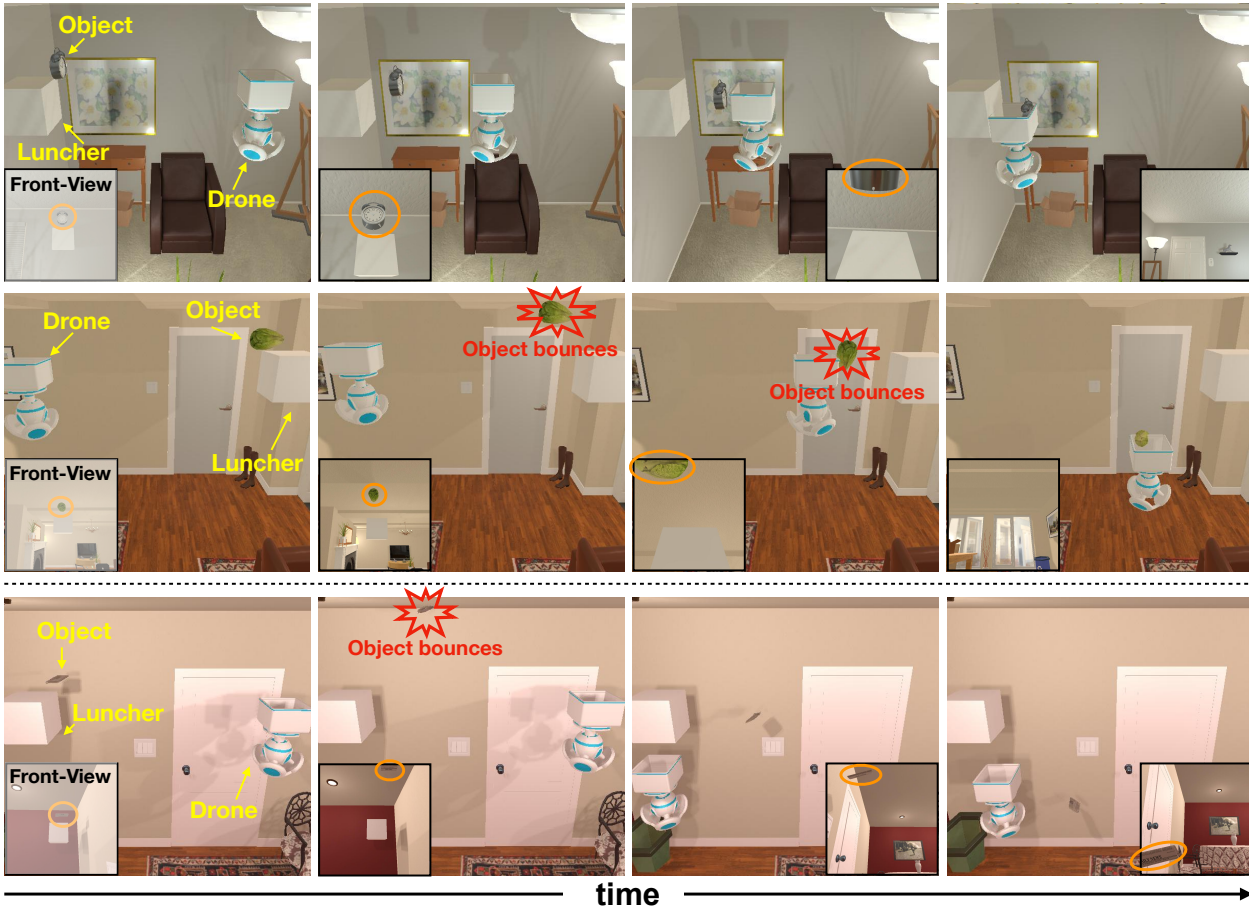 Object
Luncher
Drone
Front-View
Drone
Object
Luncher
Front-View
Object bounces
Object bounces
Object
Luncher
Drone
Front-View
Object bounces
time